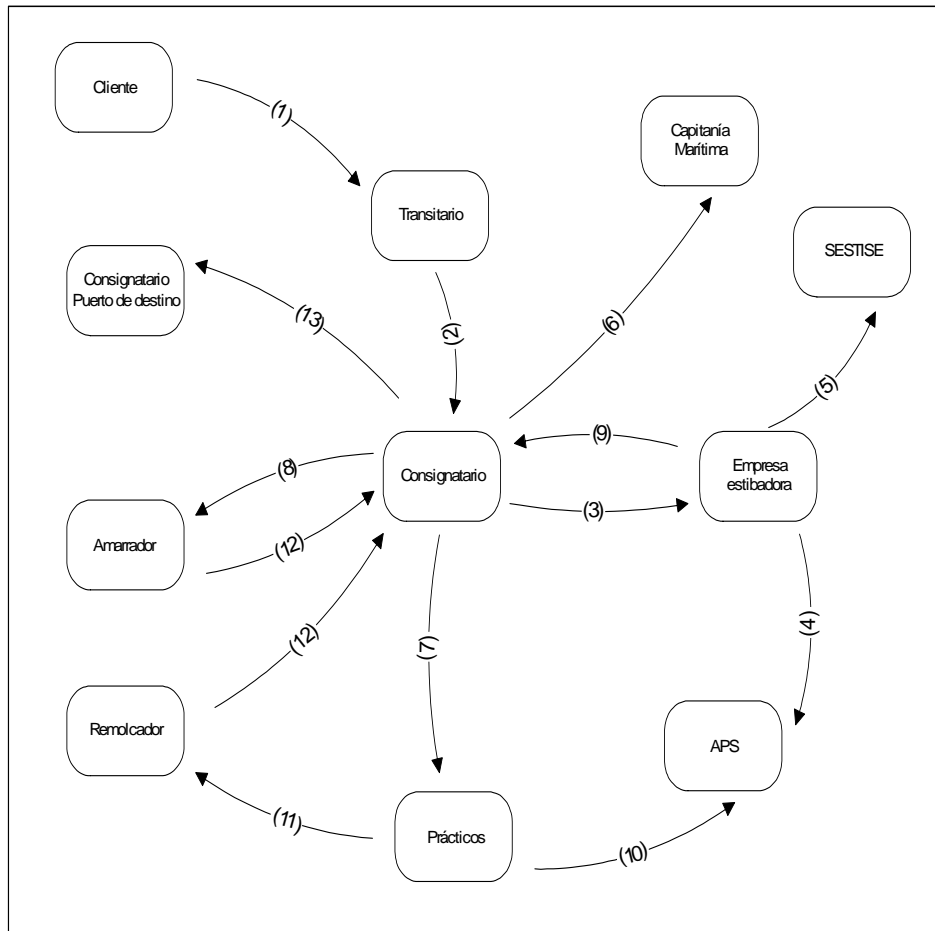 Cliente
(1)
Capitanía
Marítima
Transitario
SESTISE
Consignatario
Puerto de destino
(13)
(2)
(6)
(5)
(9)
(8)
Consignatario
Empresa
estibadora
(3)
Amarrador
(12)
(12)
(7)
(4)
Remolcador
APS
(11)
Prácticos
(10)